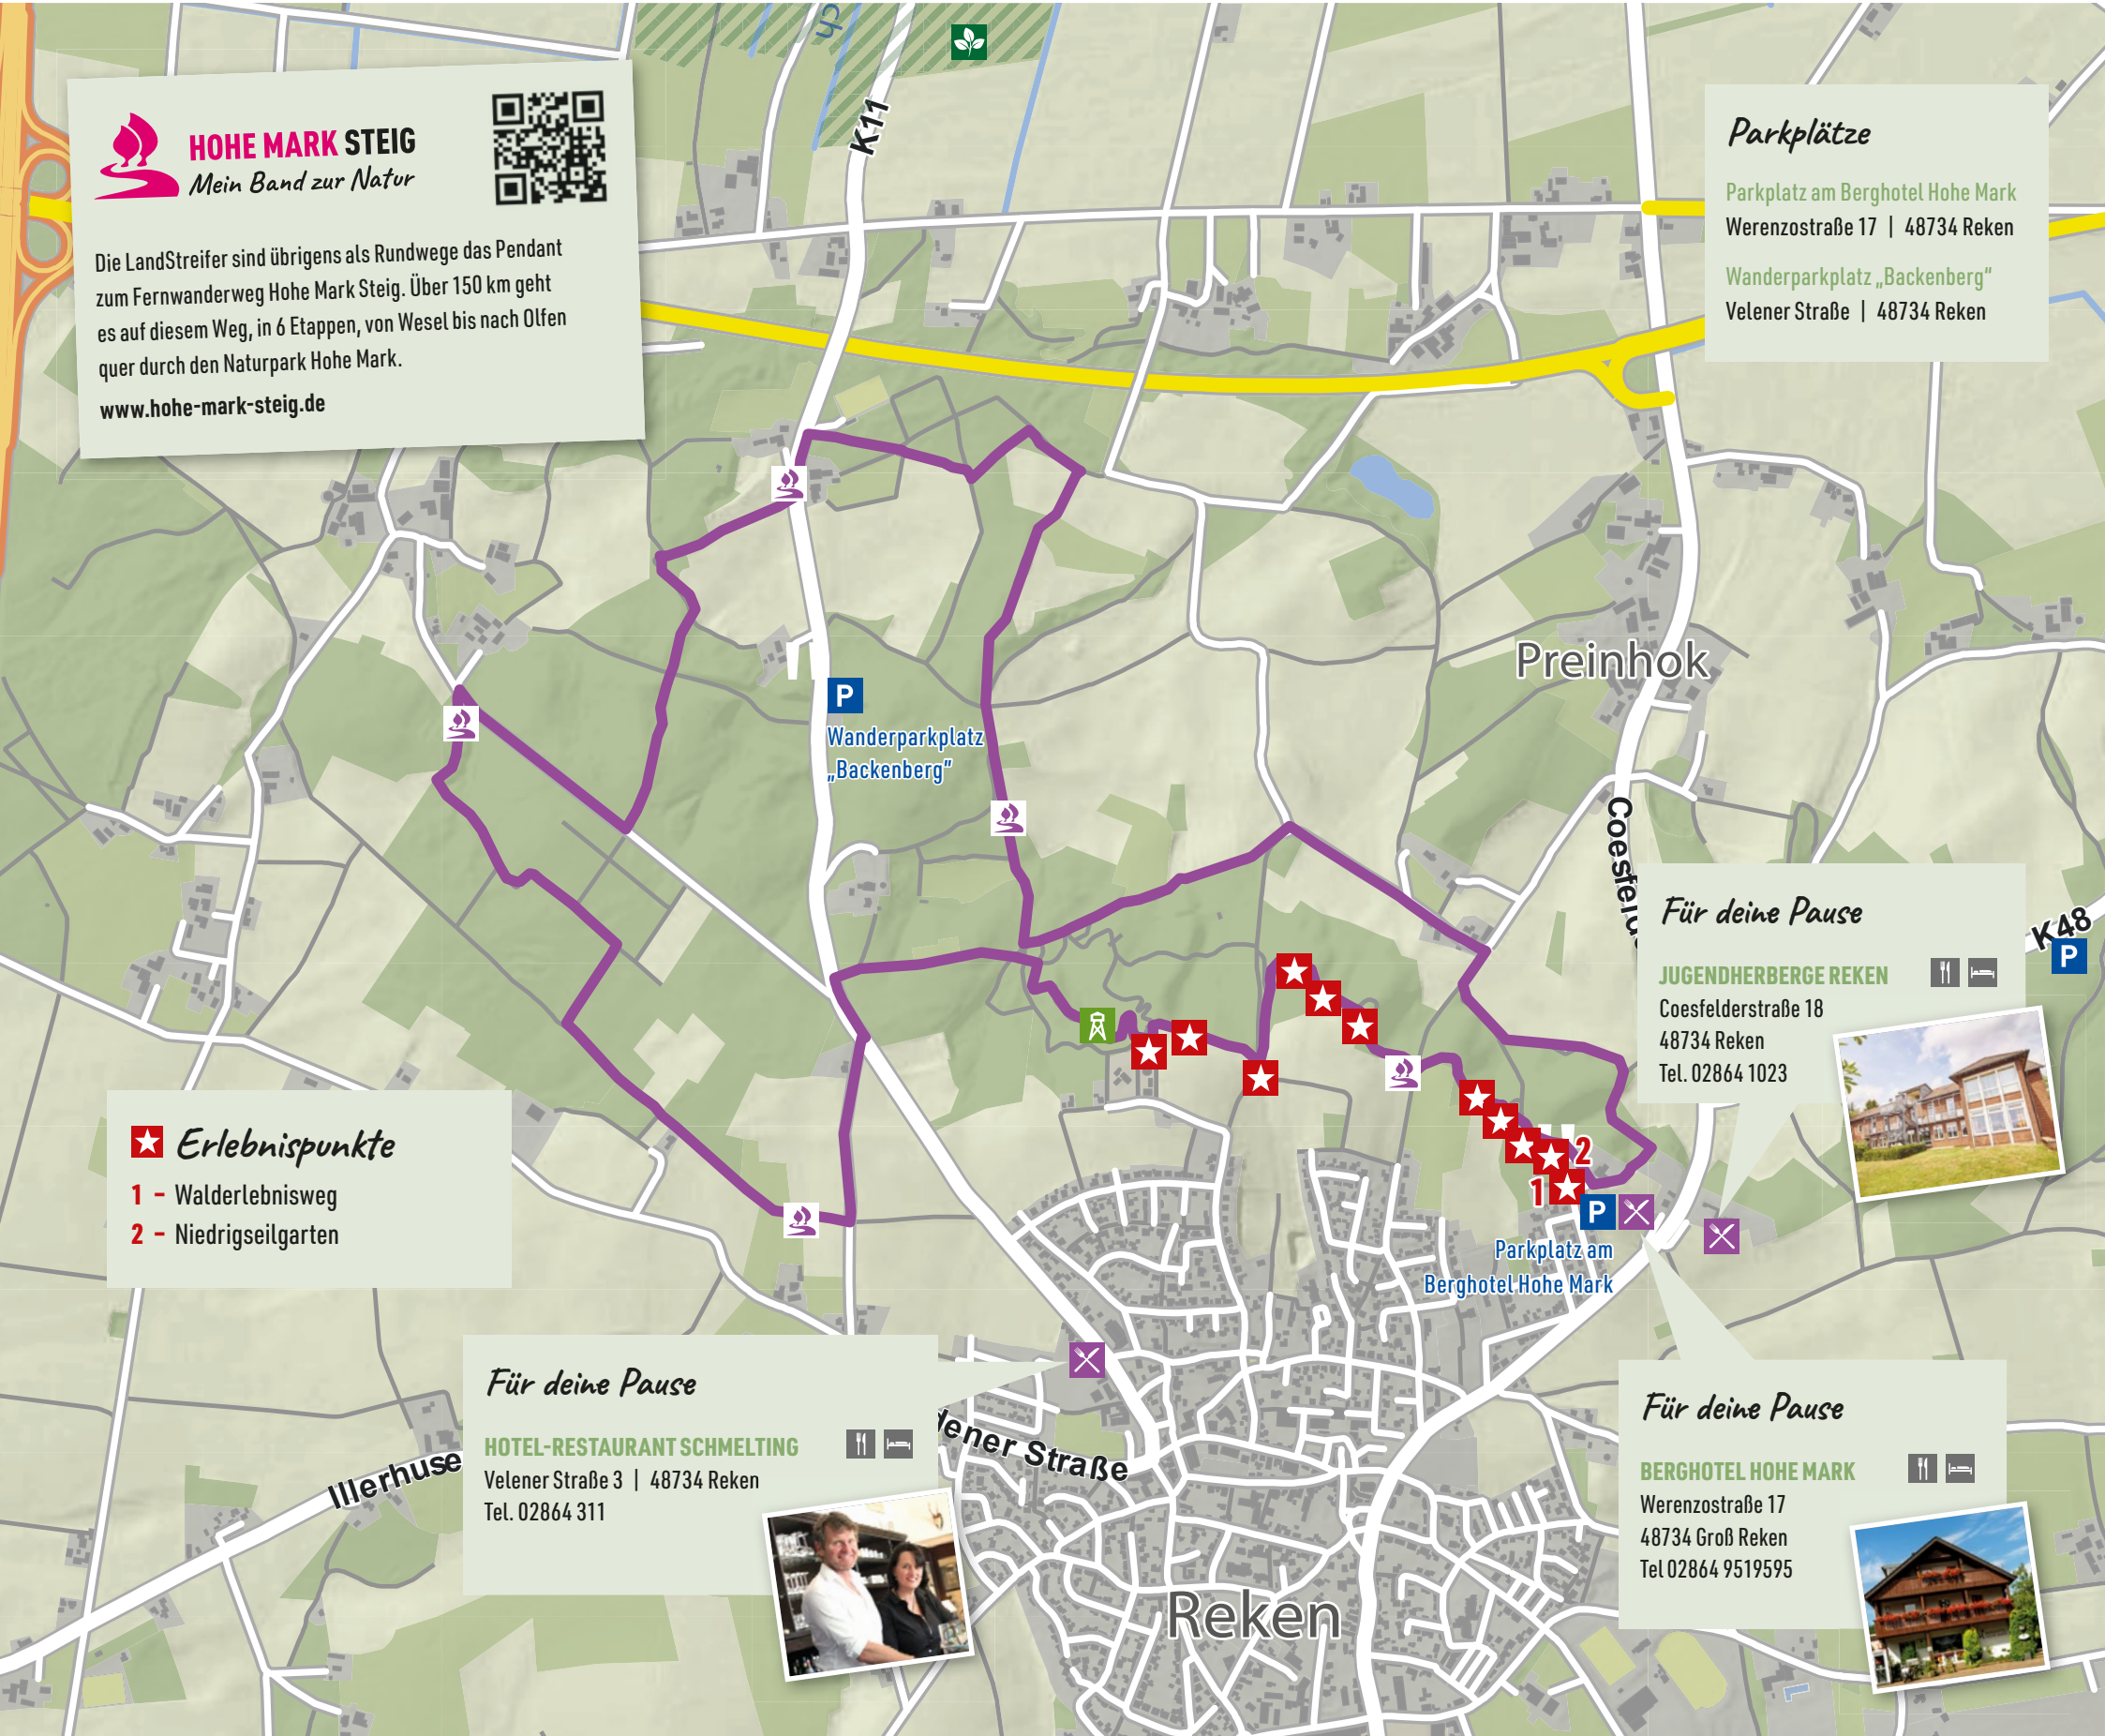 HOHE MARK STEIG
Mein Band zur Natur
Die LandStreifer sind übrigens als Rundwege das Pendant
zum Fernwanderweg Hohe Mark Steig. Über 150 km geht
es auf diesem Weg, in 6 Etappen, von Wesel bis nach Olfen
quer durch den Naturpark Hohe Mark.
www.hohe-mark-steig.de
ch
K11
Parkplätze
Parkplatz am Berghotel Hohe Mark
Werenzostraße 17 | 48734 Reken
Wanderparkplatz „Backenberg“
Velener Straße | 48734 Reken
Preinhok
P
Wanderparkplatz
„Backenberg“
Coesfelde
K48
P
Für deine Pause
JUGENDHERBERGE REKEN
Coesfelderstraße 18
48734 Reken
Tel. 02864 1023
Erlebnispunkte
1 – Walderlebnisweg
2 – Niedrigseilgarten
2
1
P
Parkplatz am
Berghotel Hohe Mark
Für deine Pause
HOTEL-RESTAURANT SCHMELTING
Velener Straße 3 | 48734 Reken
Tel. 02864 311
dener Straße
Illerhuse
Für deine Pause
BERGHOTEL HOHE MARK
Werenzostraße 17
48734 Groß Reken
Tel 02864 9519595
Reken